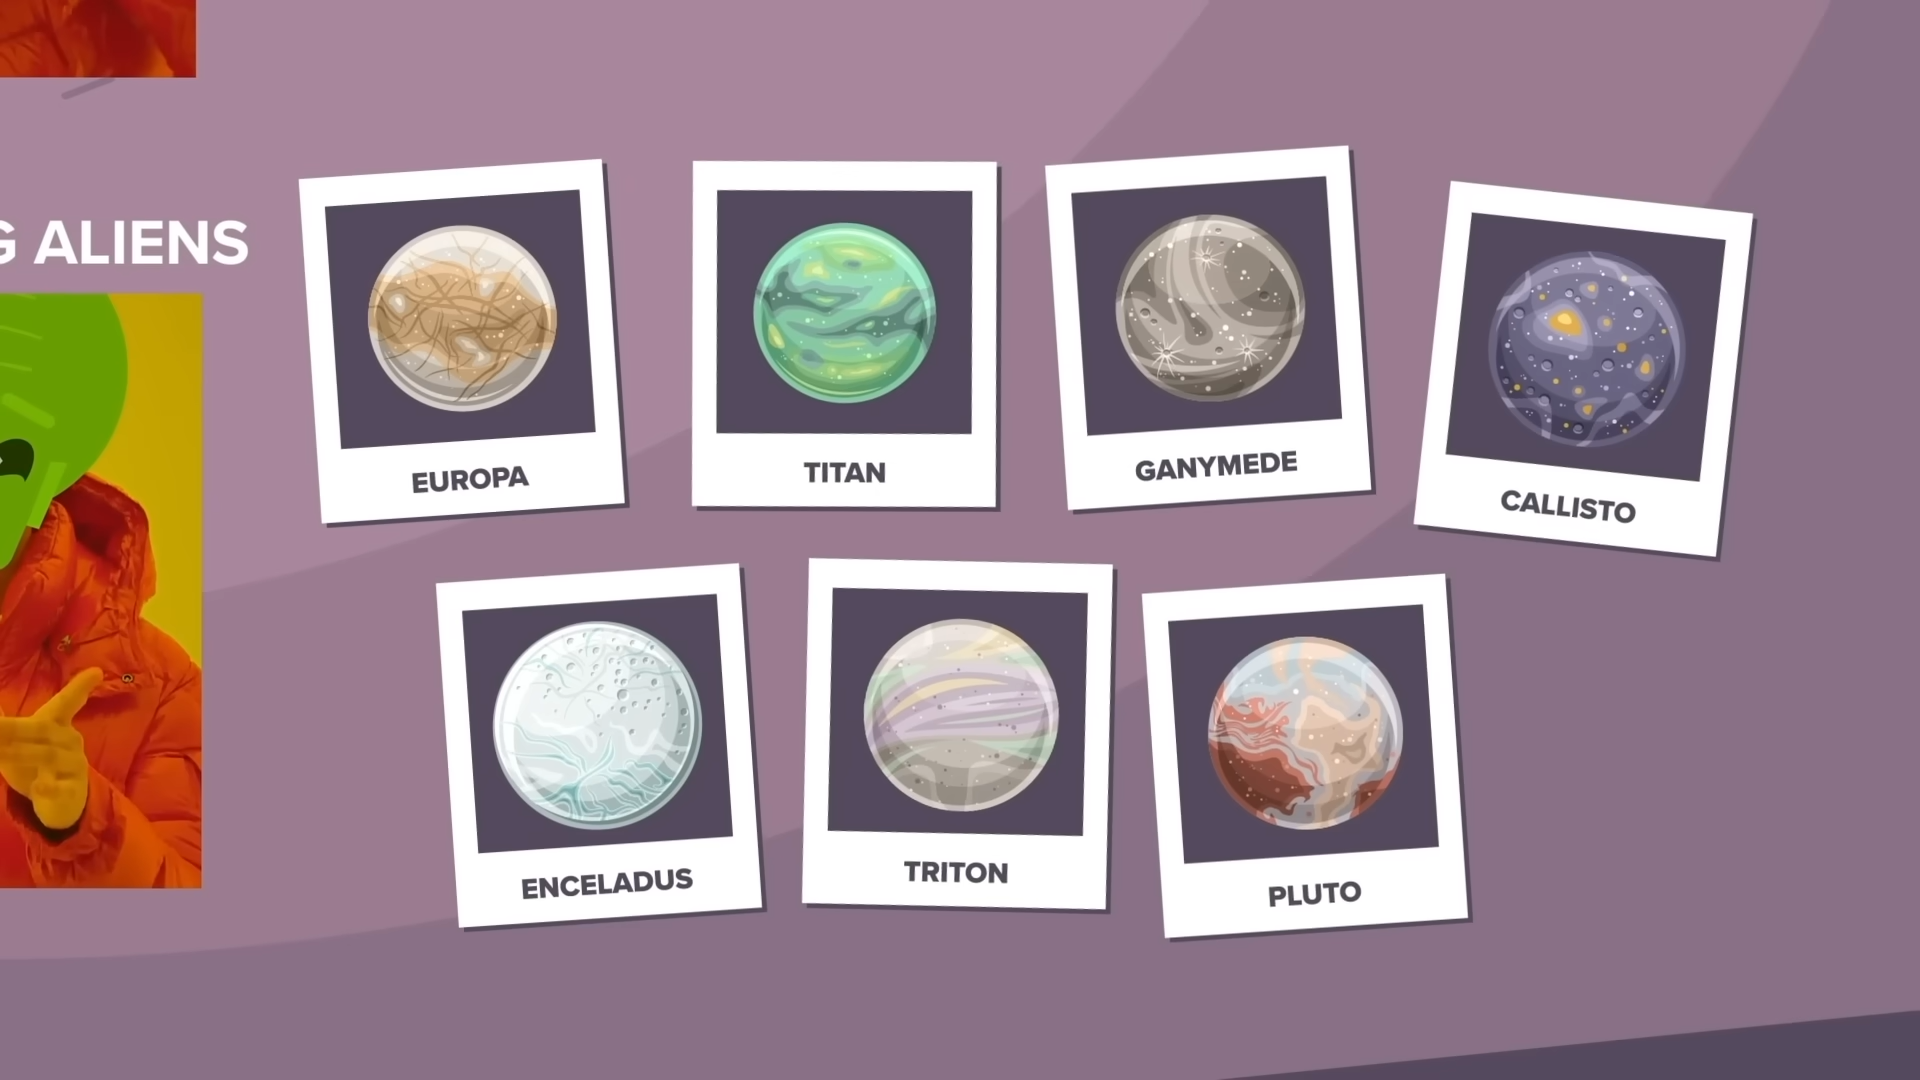 G ALIENS
EUROPA
TITAN
GANYMEDE
CALLISTO
ENCELADUS
TRITON
PLUTO